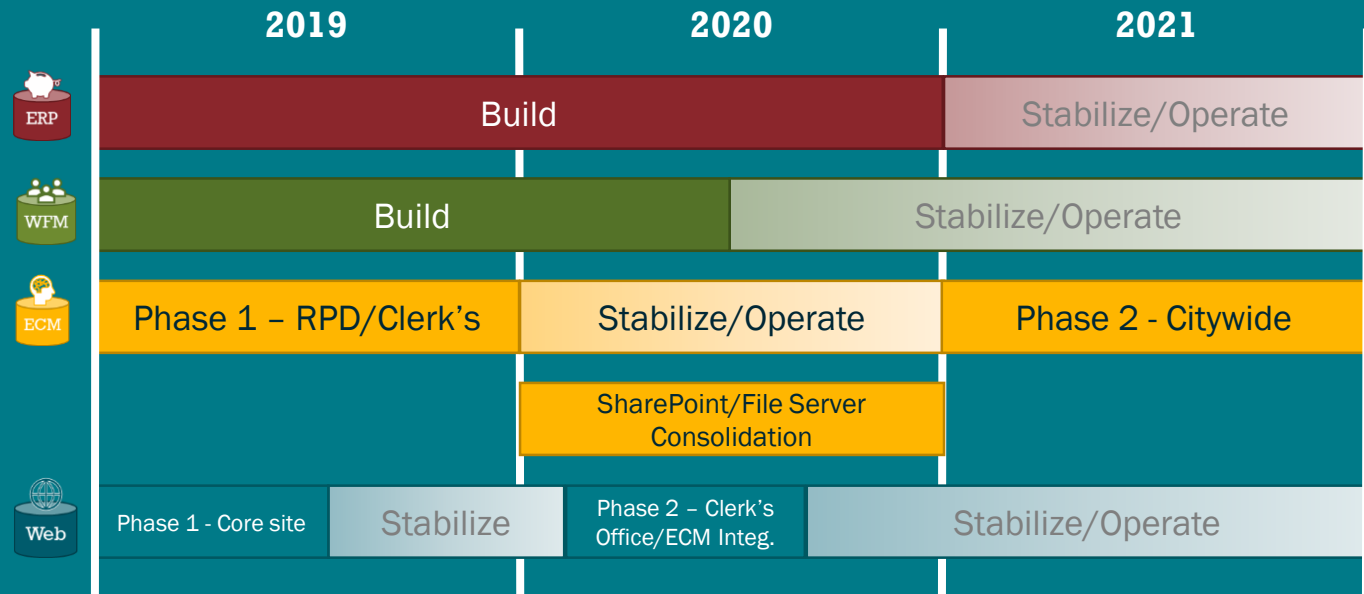 2019
2020
2021
ERP
Build
Stabilize/Operate
WFM
Build
Stabilize/Operate
ECM
Phase 1 – RPD/Clerk's
Stabilize/Operate
Phase 2 - Citywide
SharePoint/File Server
Consolidation
Web
Phase 1 - Core site
Stabilize
Phase 2 – Clerk's
Office/ECM Integ.
Stabilize/Operate